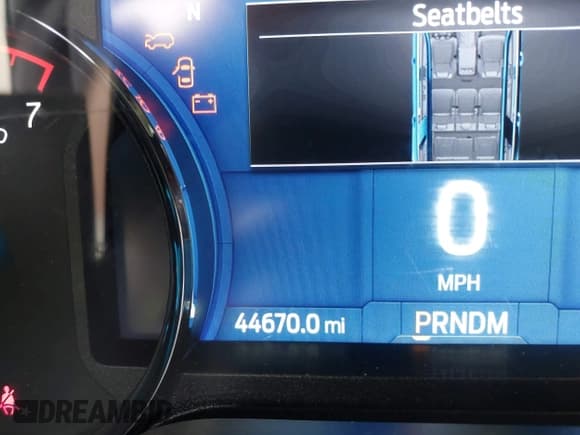 Seatbelts
N
7
0
MPH
44670.0 mi
PRNDM
DREAMBID